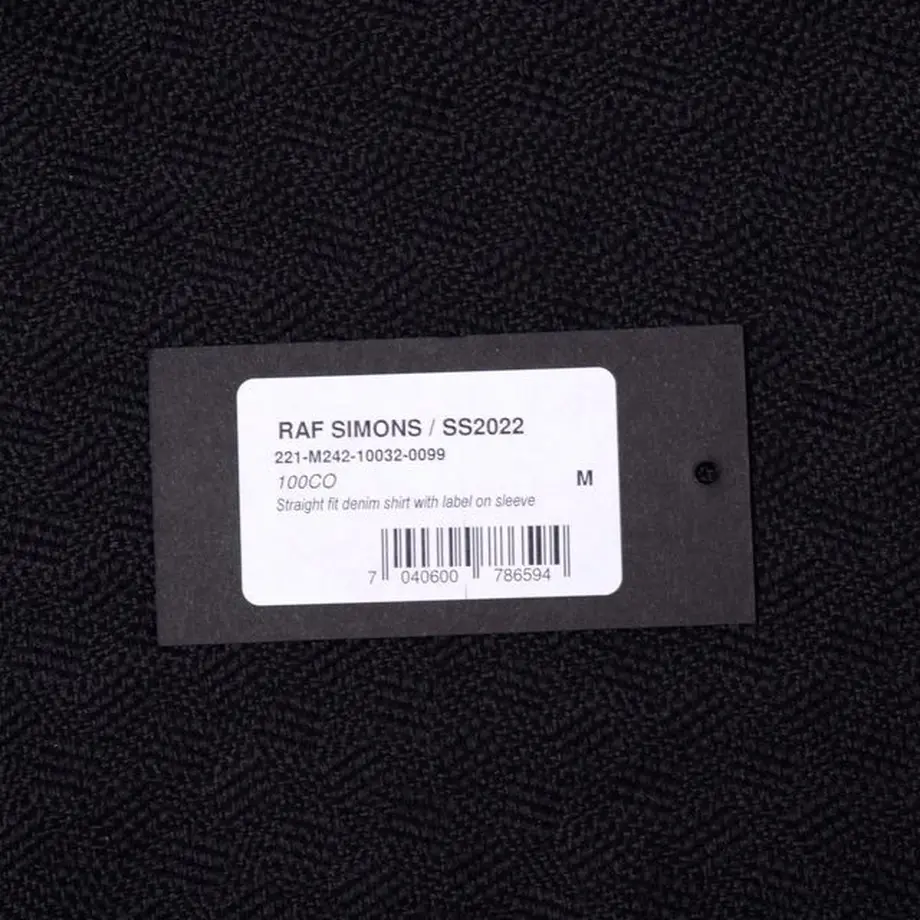 RAF SIMONS / SS2022
221-M242-10032-0099
100CO
M
Straight fit denim shirt with label on sleeve
7 040600 786594